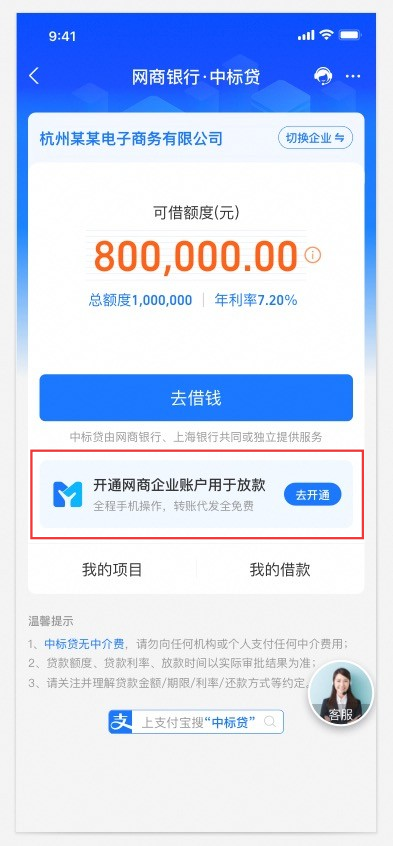 9:41
网商银行·中标贷
杭州某某电子商务有限公司
切换企业
可借额度(元)
800,000.00
总额度1,000,000 年利率7.20%
去借钱
中标贷由网商银行、上海银行共同或独立提供服务
开通网商企业账户用于放款
全程手机操作，转账代发全免费
去开通
我的项目 我的借款
温馨提示
1、中标贷无中介费，请勿向任何机构或个人支付任何中介费用；
2、贷款额度、贷款利率、放款时间以实际审批结果为准；
3、请关注并理解贷款金额/期限/利率/还款方式等约定。
客服
支 上支付宝搜“中标贷”